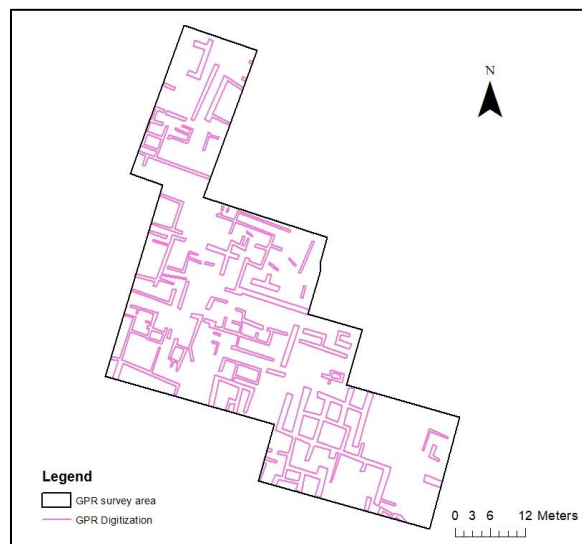 N
Legend
GPR survey area
GPR Digitization
0 3 6 12 Meters